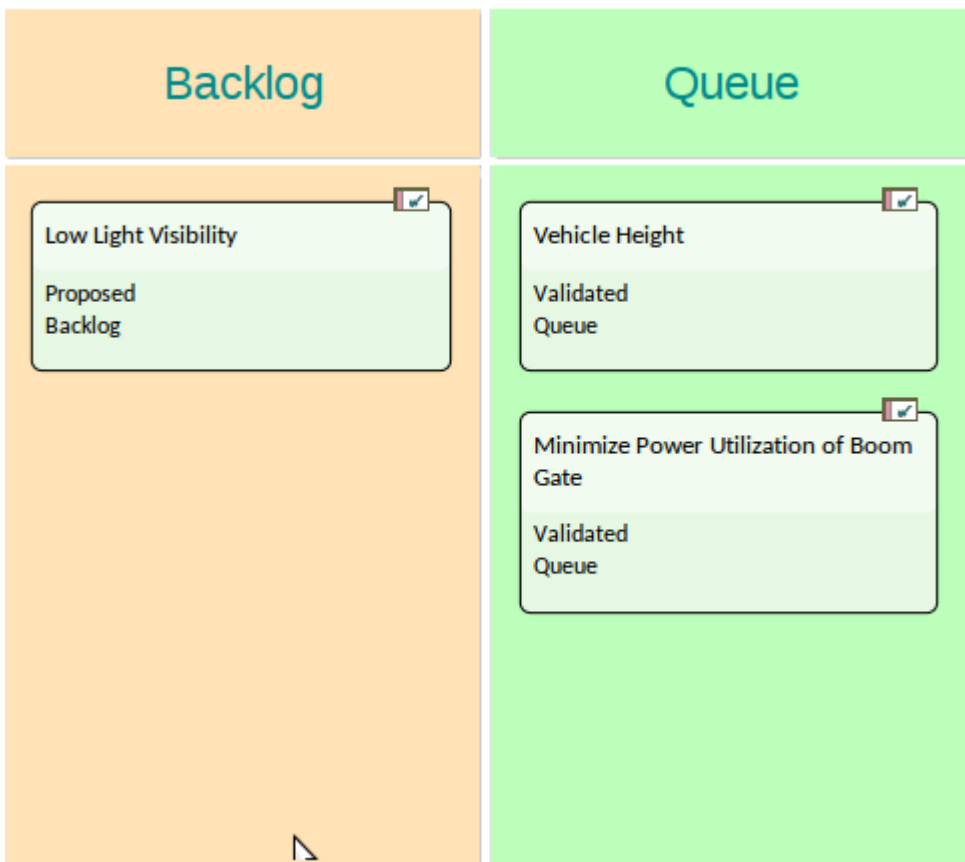 Backlog
Queue
Low Light Visibility
Proposed
Backlog
Vehicle Height
Validated
Queue
Minimize Power Utilization of Boom
Gate
Validated
Queue